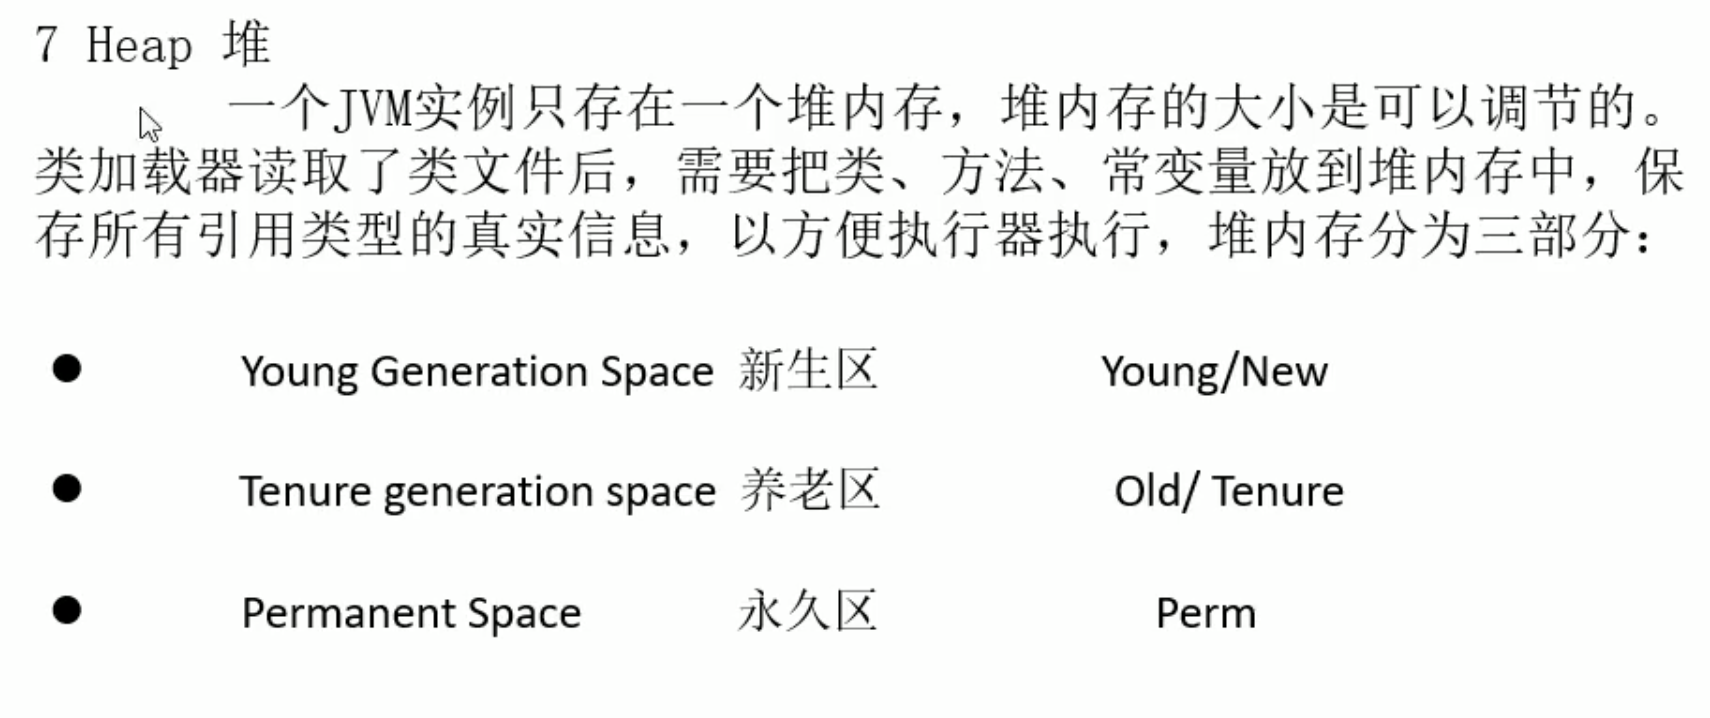 7 Heap 堆
一个JVM实例只存在一个堆内存，堆内存的大小是可以调节的。
类加载器读取了类文件后，需要把类、方法、常变量放到堆内存中，保
存所有引用类型的真实信息，以方便执行器执行，堆内存分为三部分：
● Young Generation Space 新生区 Young/New
● Tenure generation space 养老区 Old/ Tenure
● Permanent Space 永久区 Perm